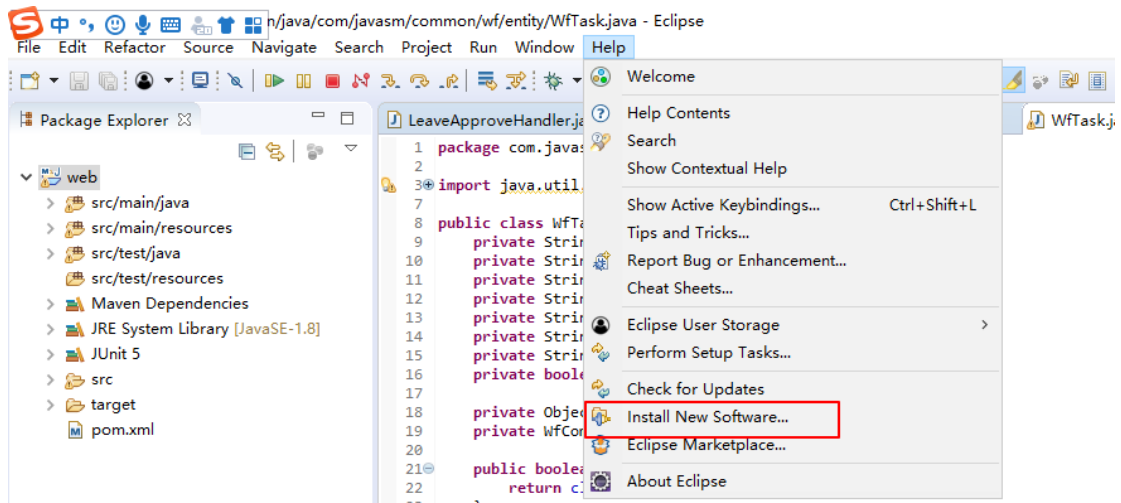 中
n/java/com/javasm/common/wf/entity/WfTask.java - Eclipse
File Edit Refactor Source Navigate Search Project Run Window Help
Package Explorer
web
src/main/java
src/main/resources
src/test/java
src/test/resources
Maven Dependencies
JRE System Library [JavaSE-1.8]
JUnit 5
src
target
pom.xml
LeaveApproveHandler.ja
WfTask.j
1 package com.javas
2
3 import java.util.
7
8 public class WfTa
9 private Strin
10 private Strin
11 private Strin
12 private Strin
13 private Strin
14 private Strin
15 private Strin
16 private boole
17
18 private Objec
19 private WfCon
20
21 public boolea
22 return cl
Welcome
Help Contents
Search
Show Contextual Help
Show Active Keybindings... Ctrl+Shift+L
Tips and Tricks...
Report Bug or Enhancement...
Cheat Sheets...
Eclipse User Storage
Perform Setup Tasks...
Check for Updates
Install New Software...
Eclipse Marketplace...
About Eclipse